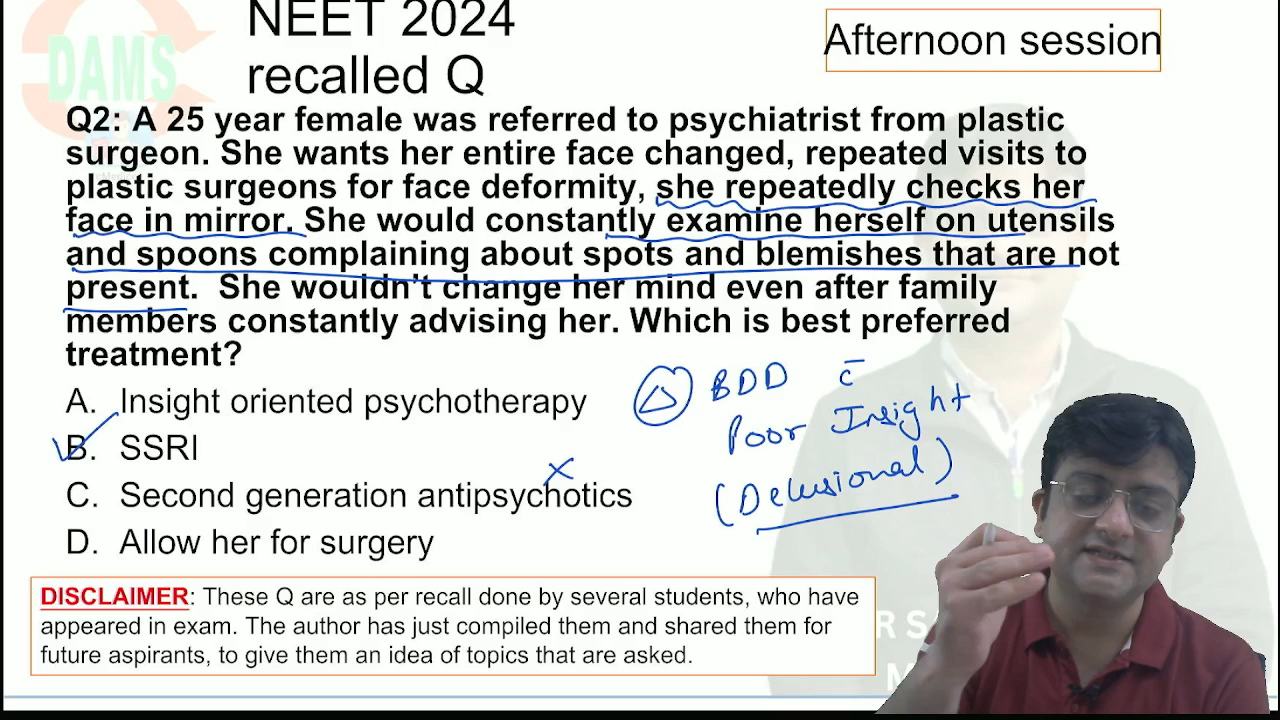 NEET 2024
recalled Q
Afternoon session
DAMS
Q2: A 25 year female was referred to psychiatrist from plastic
surgeon. She wants her entire face changed, repeated visits to
plastic surgeons for face deformity, she repeatedly checks her
face in mirror. She would constantly examine herself on utensils
and spoons complaining about spots and blemishes that are not
present. She wouldn't change her mind even after family
members constantly advising her. Which is best preferred
treatment?
A. Insight oriented psychotherapy
B. SSRI
C. Second generation antipsychotics
D. Allow her for surgery
BDD c̄
Poor Insight
(Delusional)
DISCLAIMER: These Q are as per recall done by several students, who have
appeared in exam. The author has just compiled them and shared them for
future aspirants, to give them an idea of topics that are asked.